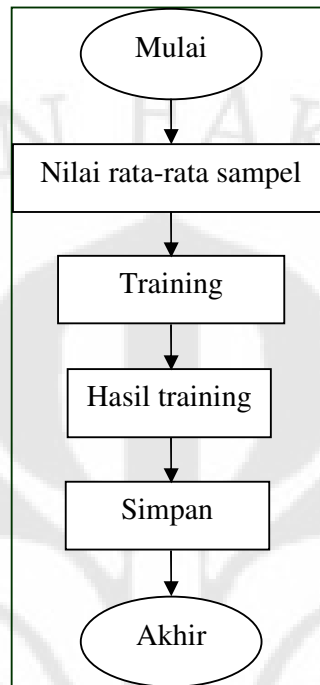 Mulai
Nilai rata-rata sampel
Training
Hasil training
Simpan
Akhir